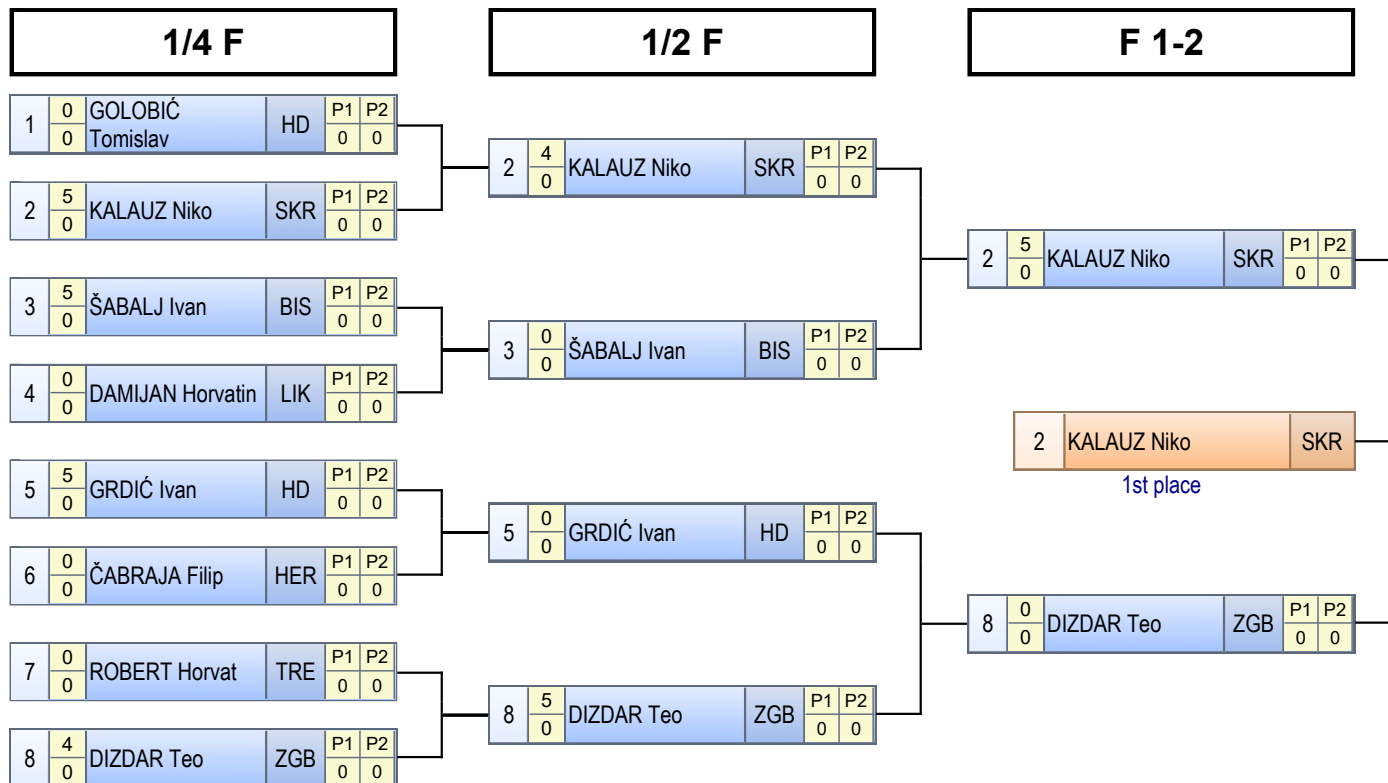 1/4 F
1/2 F
F 1-2
1 0 0 GOLOBIĆ Tomislav HD P1 P2 0 0
2 5 0 KALAUZ Niko SKR P1 P2 0 0
3 5 0 ŠABALJ Ivan BIS P1 P2 0 0
4 0 0 DAMIJAN Horvatin LIK P1 P2 0 0
5 5 0 GRDIĆ Ivan HD P1 P2 0 0
6 0 0 ČABRAJA Filip HER P1 P2 0 0
7 0 0 ROBERT Horvat TRE P1 P2 0 0
8 4 0 DIZDAR Teo ZGB P1 P2 0 0
2 4 0 KALAUZ Niko SKR P1 P2 0 0
3 0 0 ŠABALJ Ivan BIS P1 P2 0 0
5 0 0 GRDIĆ Ivan HD P1 P2 0 0
8 5 0 DIZDAR Teo ZGB P1 P2 0 0
2 5 0 KALAUZ Niko SKR P1 P2 0 0
2 KALAUZ Niko SKR
1st place
8 0 0 DIZDAR Teo ZGB P1 P2 0 0